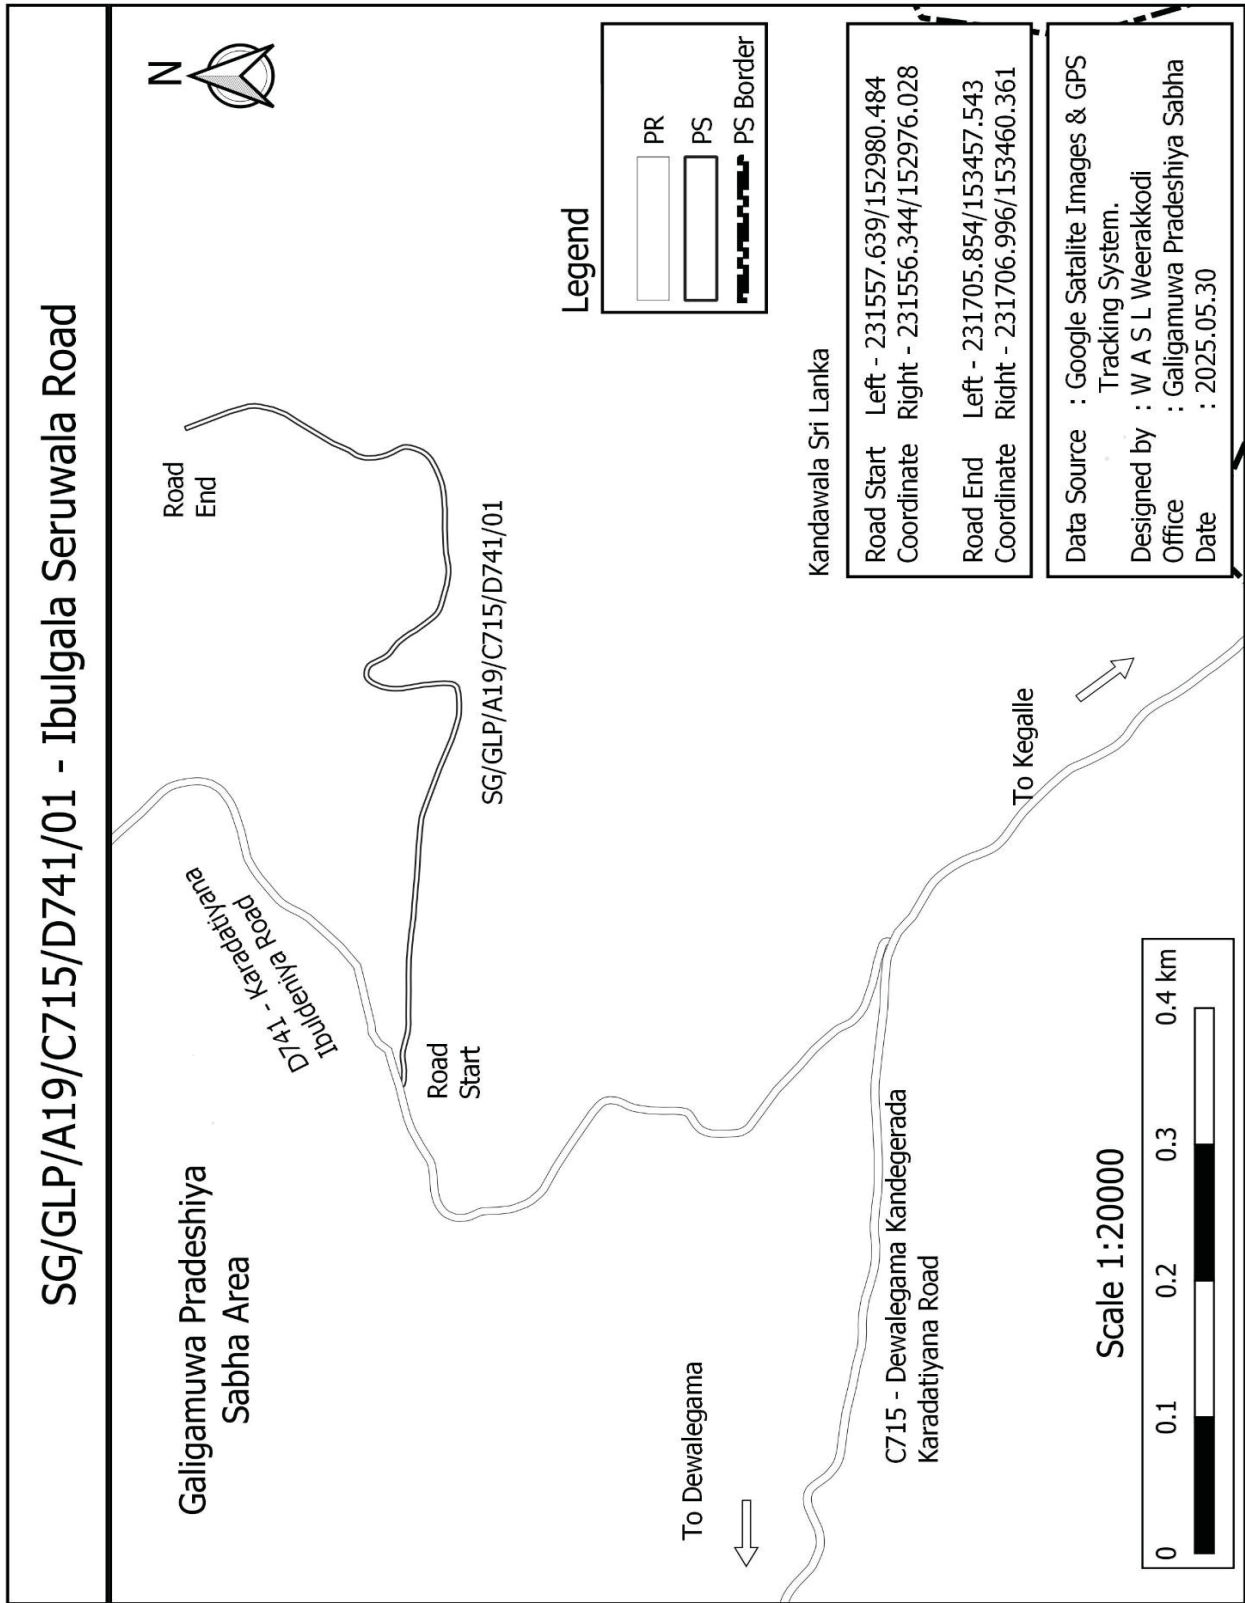 SG/GLP/A19/C715/D741/01 - Ibulgala Seruwala Road
N
Galigamuwa Pradeshiya
Sabha Area
D741 - Karadatiyana
Ibuldeniya Road
Road
End
Road
Start
SG/GLP/A19/C715/D741/01
Legend
PR
PS
PS Border
To Dewalegama
C715 - Dewalegama Kandegerada
Karadatiyana Road
To Kegalle
Kandawala Sri Lanka
Road Start Left - 231557.639/152980.484
Coordinate Right - 231556.344/152976.028
Road End Left - 231705.854/153457.543
Coordinate Right - 231706.996/153460.361
Data Source : Google Satalite Images & GPS
Tracking System.
Designed by : W A S L Weerakkodi
Office : Galigamuwa Pradeshiya Sabha
Date : 2025.05.30
Scale 1:20000
0 0.1 0.2 0.3 0.4 km